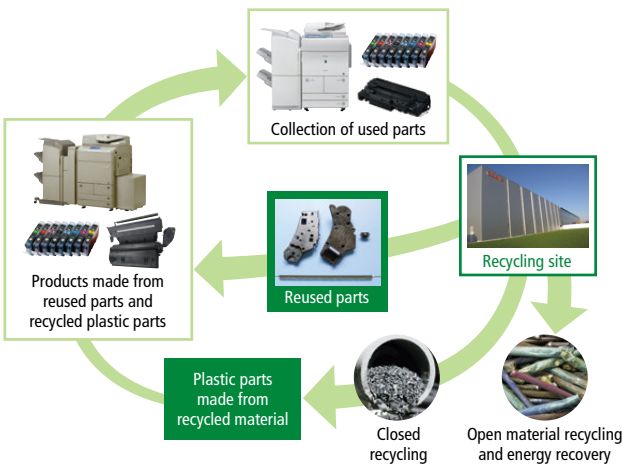 Collection of used parts
Recycling site
Reused parts
Products made from
reused parts and
recycled plastic parts
Plastic parts
made from
recycled material
Closed
recycling
Open material recycling
and energy recovery